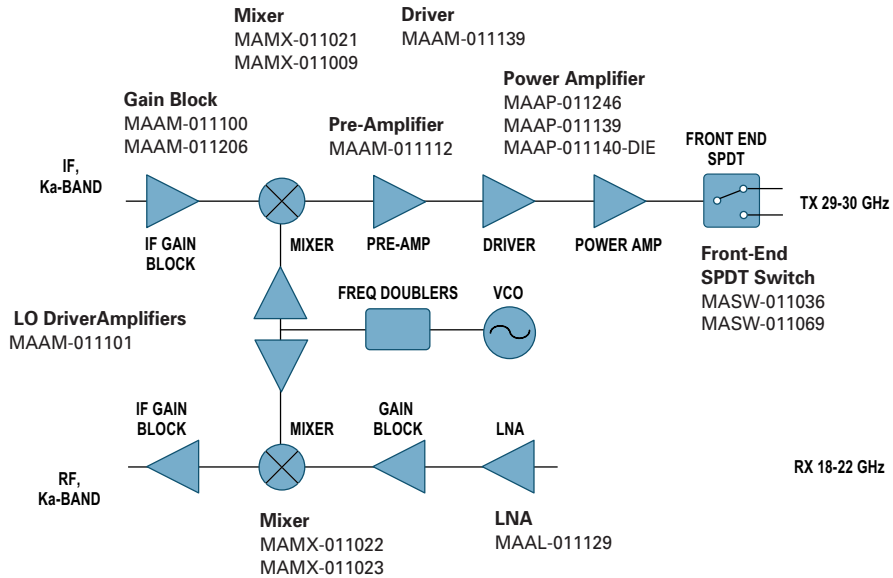 Mixer
MAMX-011021
MAMX-011009
Driver
MAAM-011139
Gain Block
MAAM-011100
MAAM-011206
Pre-Amplifier
MAAM-011112
Power Amplifier
MAAP-011246
MAAP-011139
MAAP-011140-DIE
FRONT END
SPDT
IF,
Ka-BAND
TX 29-30 GHz
IF GAIN
BLOCK
MIXER
PRE-AMP
DRIVER
POWER AMP
Front-End
SPDT Switch
MASW-011036
MASW-011069
FREQ DOUBLERS
VCO
LO DriverAmplifiers
MAAM-011101
IF GAIN
BLOCK
MIXER
GAIN
BLOCK
LNA
RX 18-22 GHz
RF,
Ka-BAND
Mixer
MAMX-011022
MAMX-011023
LNA
MAAL-011129